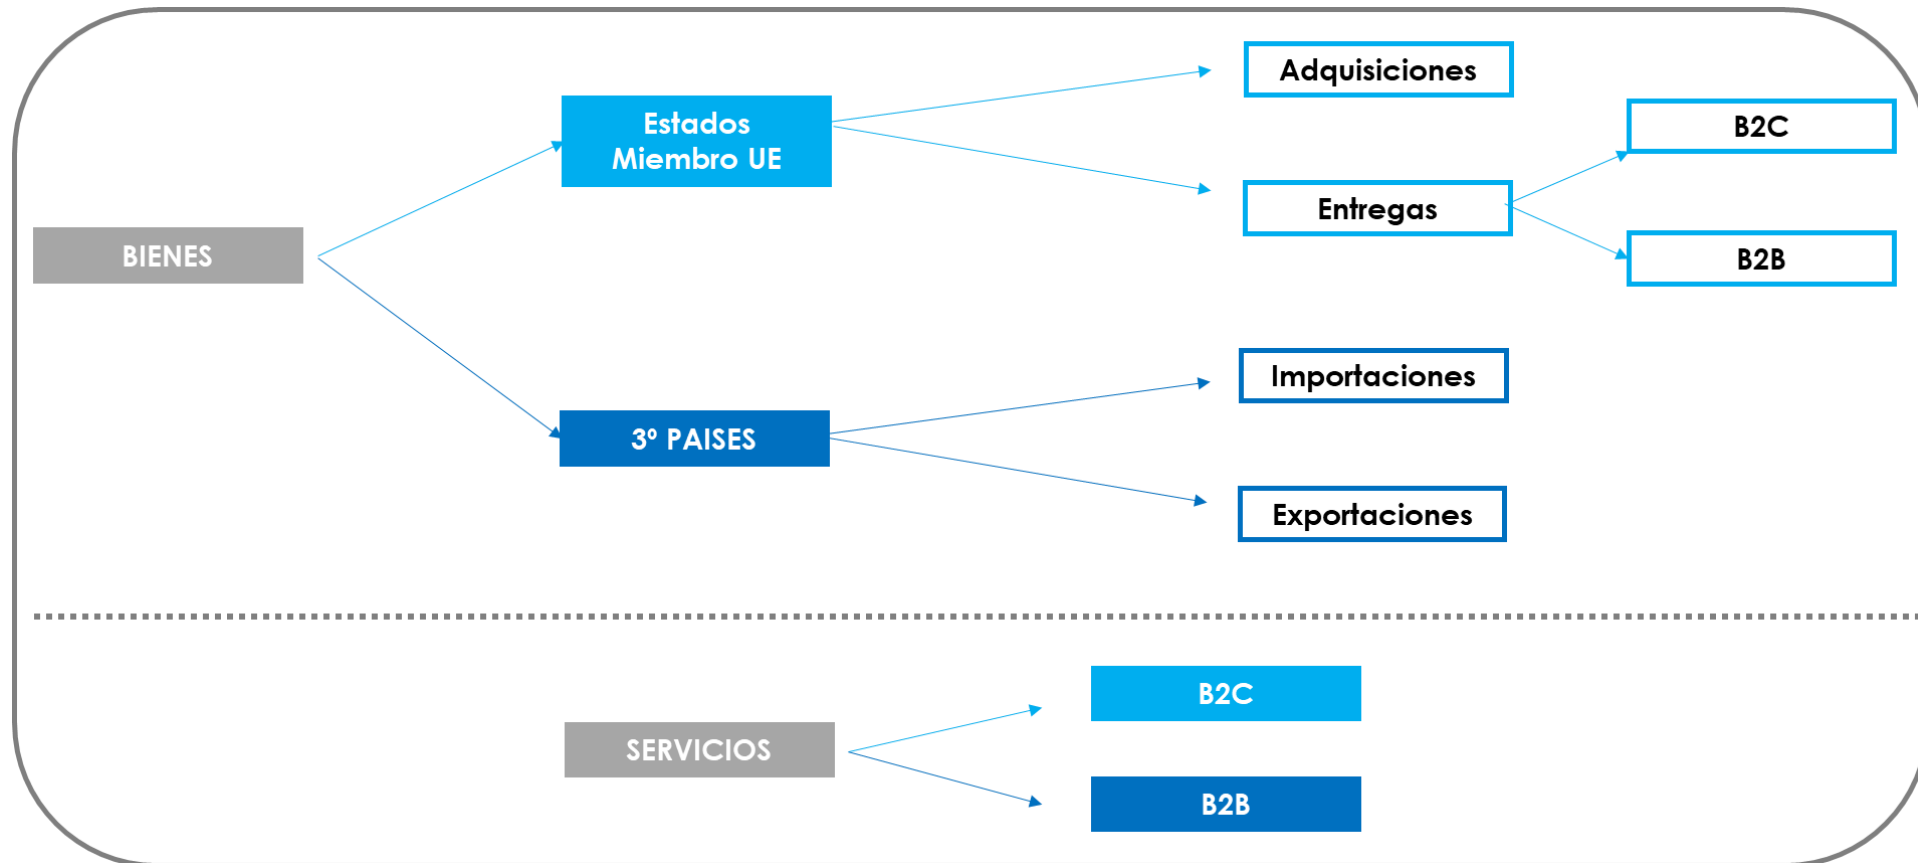 Adquisiciones
Estados
Miembro UE
B2C
Entregas
BIENES
B2B
Importaciones
3º PAISES
Exportaciones
B2C
SERVICIOS
B2B